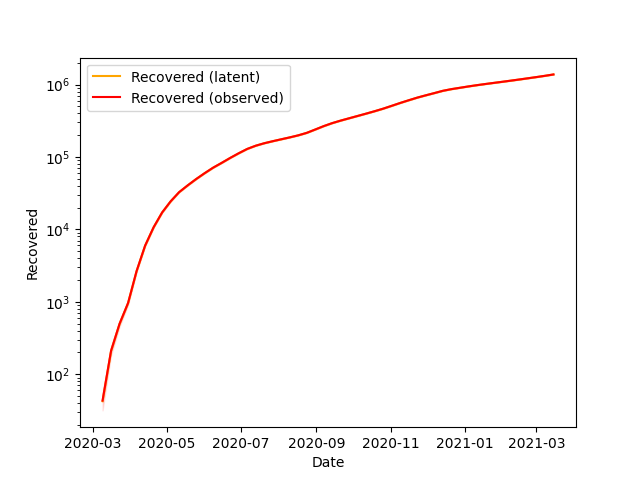 Recovered (latent)
Recovered (observed)
Recovered
10^6
10^5
10^4
10^3
10^2
2020-03 2020-05 2020-07 2020-09 2020-11 2021-01 2021-03
Date